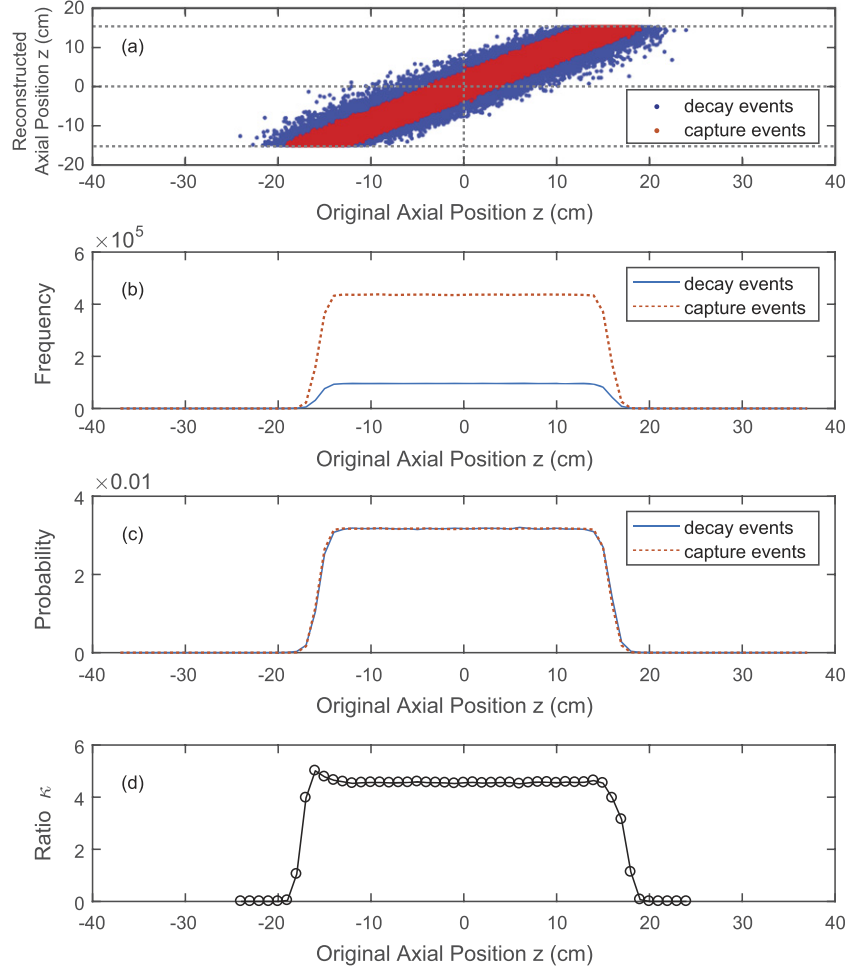 20
10
0
-10
-20
Reconstructed
Axial Position z (cm)
(a)
decay events
capture events
-40 -30 -20 -10 0 10 20 30 40
Original Axial Position z (cm)
×10⁵
6
4
2
0
Frequency
(b)
decay events
capture events
-40 -30 -20 -10 0 10 20 30 40
Original Axial Position z (cm)
×0.01
4
2
0
Probability
(c)
decay events
capture events
-40 -30 -20 -10 0 10 20 30 40
Original Axial Position z (cm)
6
4
2
0
Ratio κ
(d)
-40 -30 -20 -10 0 10 20 30 40
Original Axial Position z (cm)